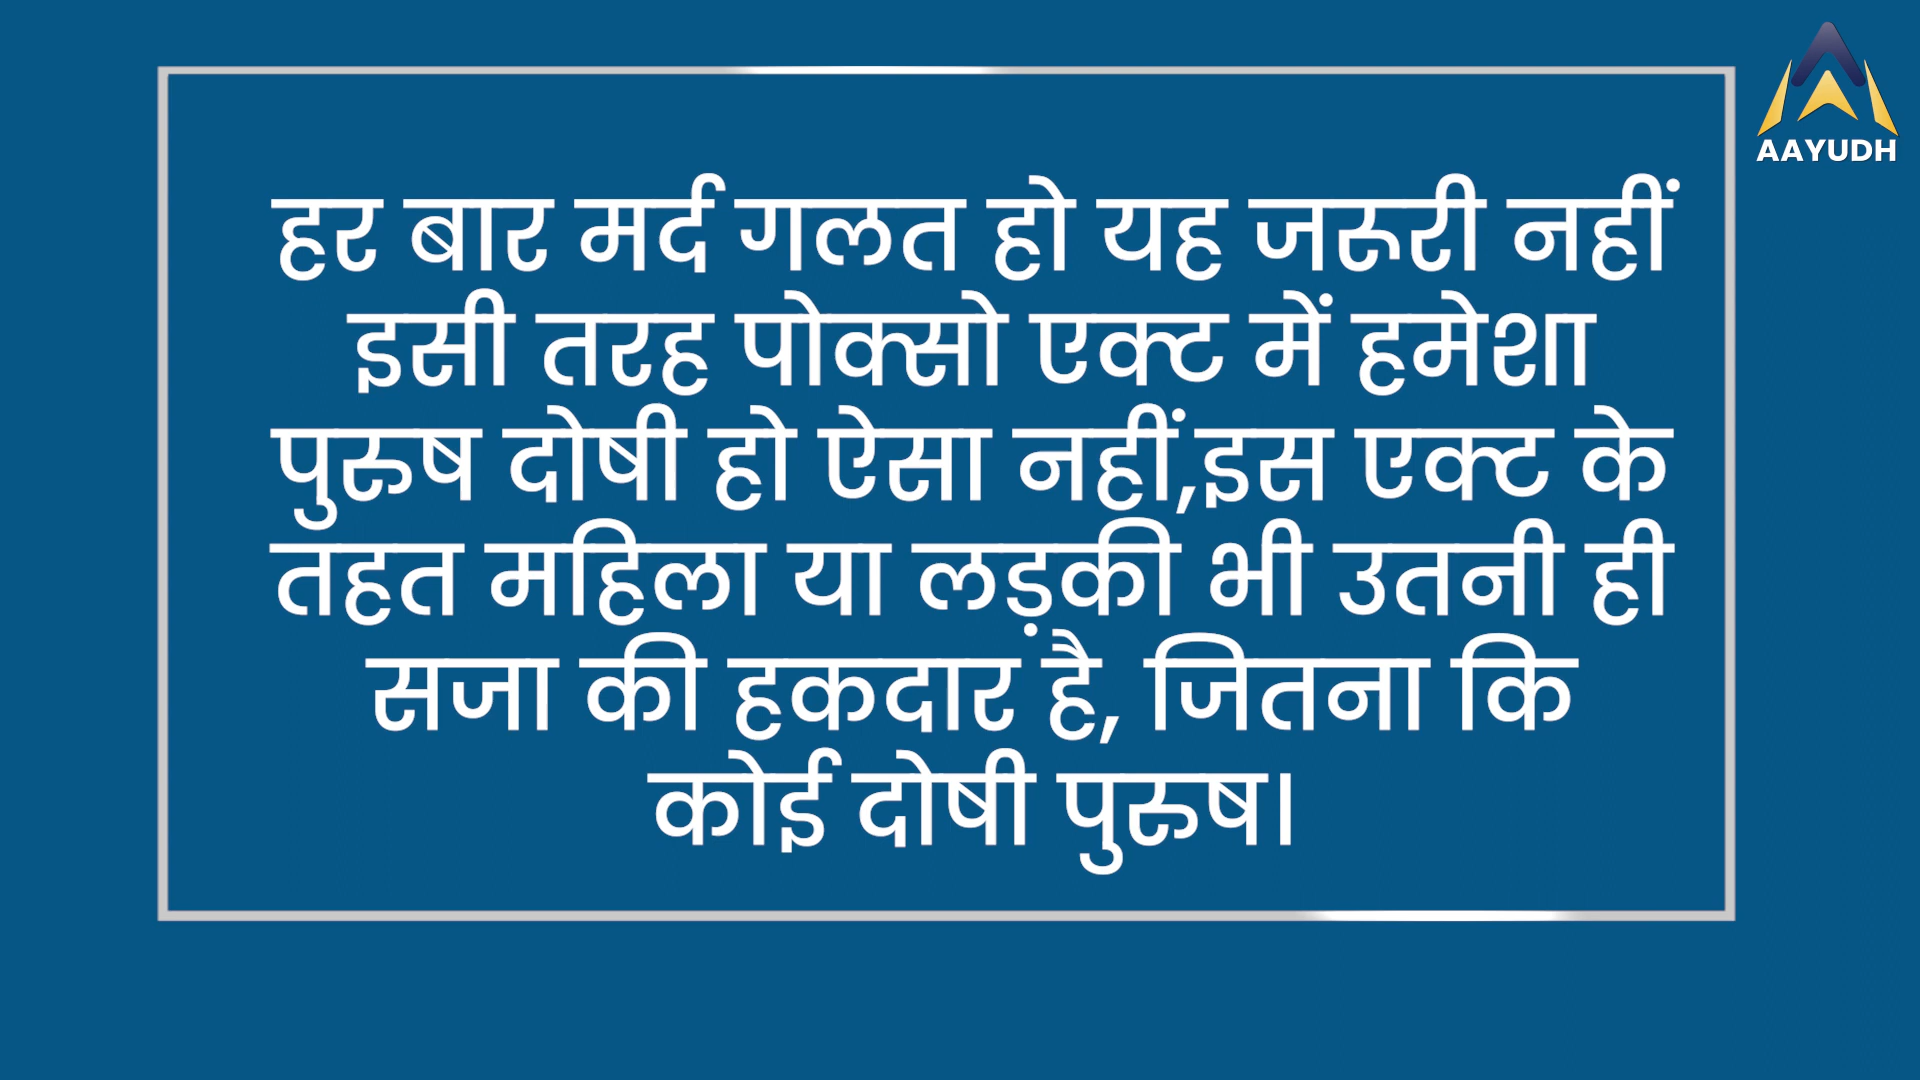 AAYUDH
हर बार मर्द गलत हो यह जरूरी नहीं
इसी तरह पोक्सो एक्ट में हमेशा
पुरुष दोषी हो ऐसा नहीं,इस एक्ट के
तहत महिला या लड़की भी उतनी ही
सजा की हकदार है, जितना कि
कोई दोषी पुरुष।